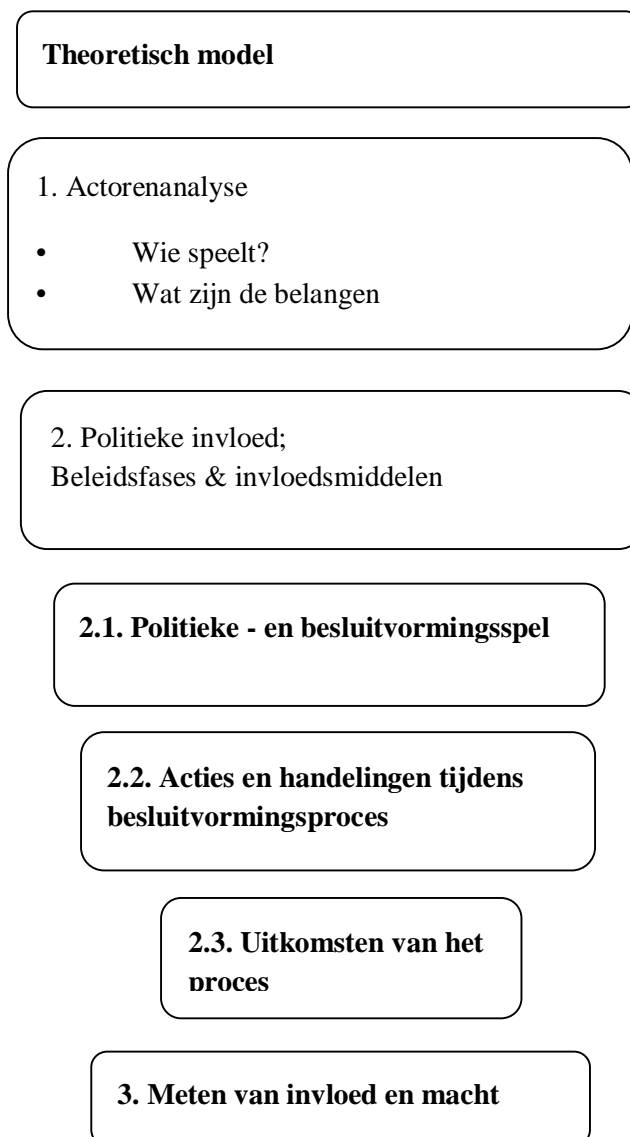 Theoretisch model
1. Actorenanalyse
• Wie speelt?
• Wat zijn de belangen
2. Politieke invloed;
Beleidsfases & invloedsmiddelen
2.1. Politieke - en besluitvormingsspel
2.2. Acties en handelingen tijdens
besluitvormingsproces
2.3. Uitkomsten van het
proces
3. Meten van invloed en macht